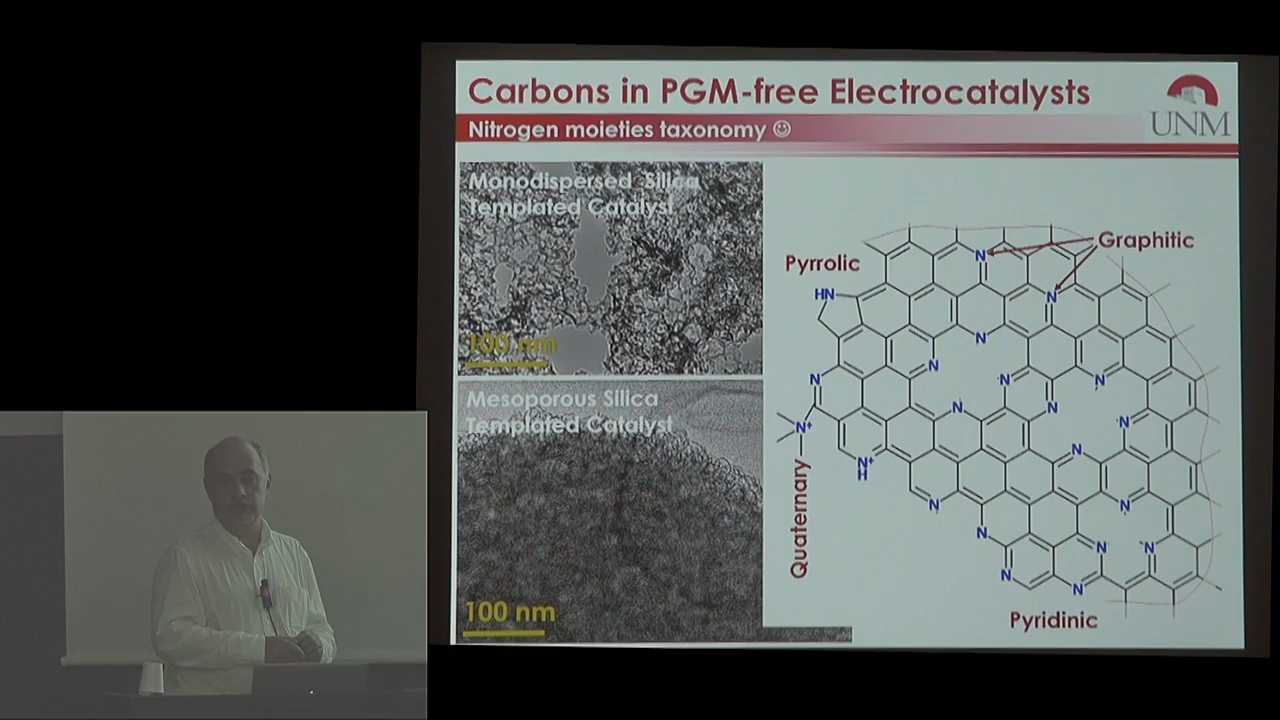 Carbons in PGM-free Electrocatalysts
Nitrogen moieties taxonomy ☺
UNM
Monodispersed Silica
Templated Catalyst
100 nm
Mesoporous Silica
Templated Catalyst
100 nm
Graphitic
Pyrrolic
N
HN
N
N
N
N
N
N
N
N
N
N+
N
N+
H
N
N
N
N
N
N
N
N
Quaternary
Pyridinic